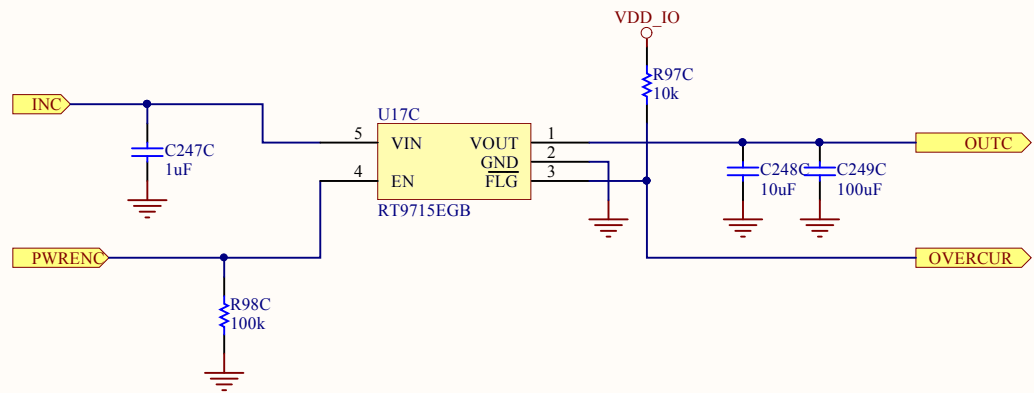 VDD_IO
R97C
10k
INC
U17C
C247C
1uF
5
VIN
VOUT
1
GND
2
4
EN
FLG
3
RT9715EGB
OUTC
C248C
10uF
C249C
100uF
PWRENC
OVERCUR
R98C
100k